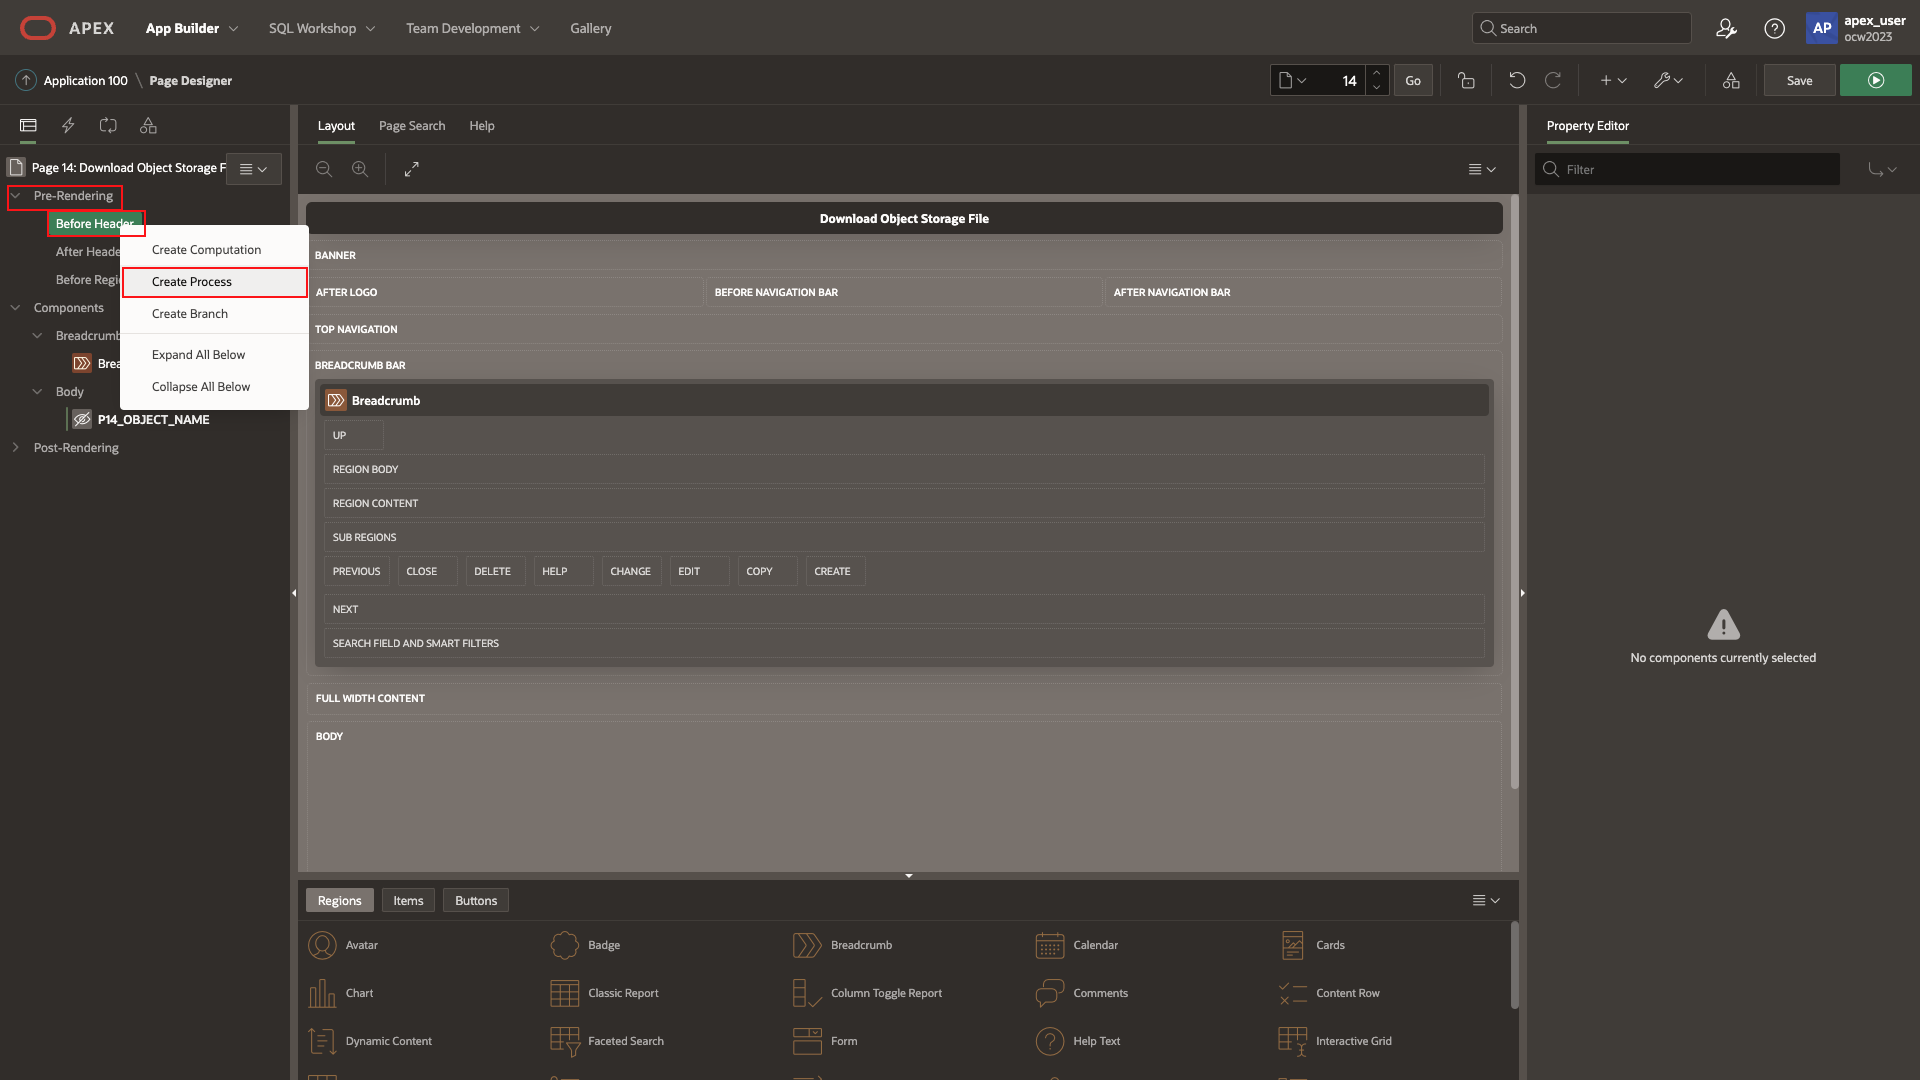 APEX
App Builder
SQL Workshop
Team Development
Gallery
Search
AP
apex_user
ocw2023
Application 100 \ Page Designer
14
Go
Save
Layout
Page Search
Help
Property Editor
Page 14: Download Object Storage F
Filter
Pre-Rendering
Before Header
After Heade
Before Regi
Components
Breadcrumb
Brea
Body
P14_OBJECT_NAME
Post-Rendering
Create Computation
Create Process
Create Branch
Expand All Below
Collapse All Below
Download Object Storage File
BANNER
AFTER LOGO
BEFORE NAVIGATION BAR
AFTER NAVIGATION BAR
TOP NAVIGATION
BREADCRUMB BAR
Breadcrumb
UP
REGION BODY
REGION CONTENT
SUB REGIONS
PREVIOUS
CLOSE
DELETE
HELP
CHANGE
EDIT
COPY
CREATE
NEXT
SEARCH FIELD AND SMART FILTERS
FULL WIDTH CONTENT
BODY
No components currently selected
Regions
Items
Buttons
Avatar
Badge
Breadcrumb
Calendar
Cards
Chart
Classic Report
Column Toggle Report
Comments
Content Row
Dynamic Content
Faceted Search
Form
Help Text
Interactive Grid